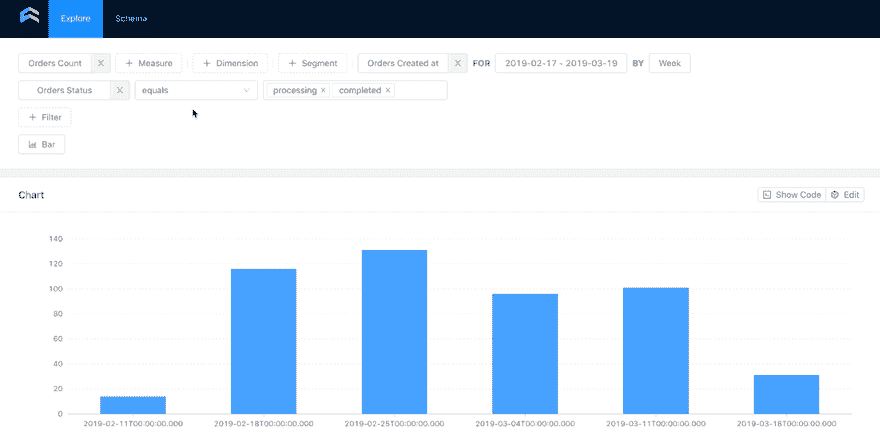 Explore Schema
Orders Count X + Measure + Dimension + Segment Orders Created at X FOR 2019-02-17 - 2019-03-19 BY Week
Orders Status X equals processing × completed ×
+ Filter
Bar
Chart Show Code Edit
140
120
100
80
60
40
20
0
2019-02-11T00:00:00.000 2019-02-18T00:00:00.000 2019-02-25T00:00:00.000 2019-03-04T00:00:00.000 2019-03-11T00:00:00.000 2019-03-18T00:00:00.000